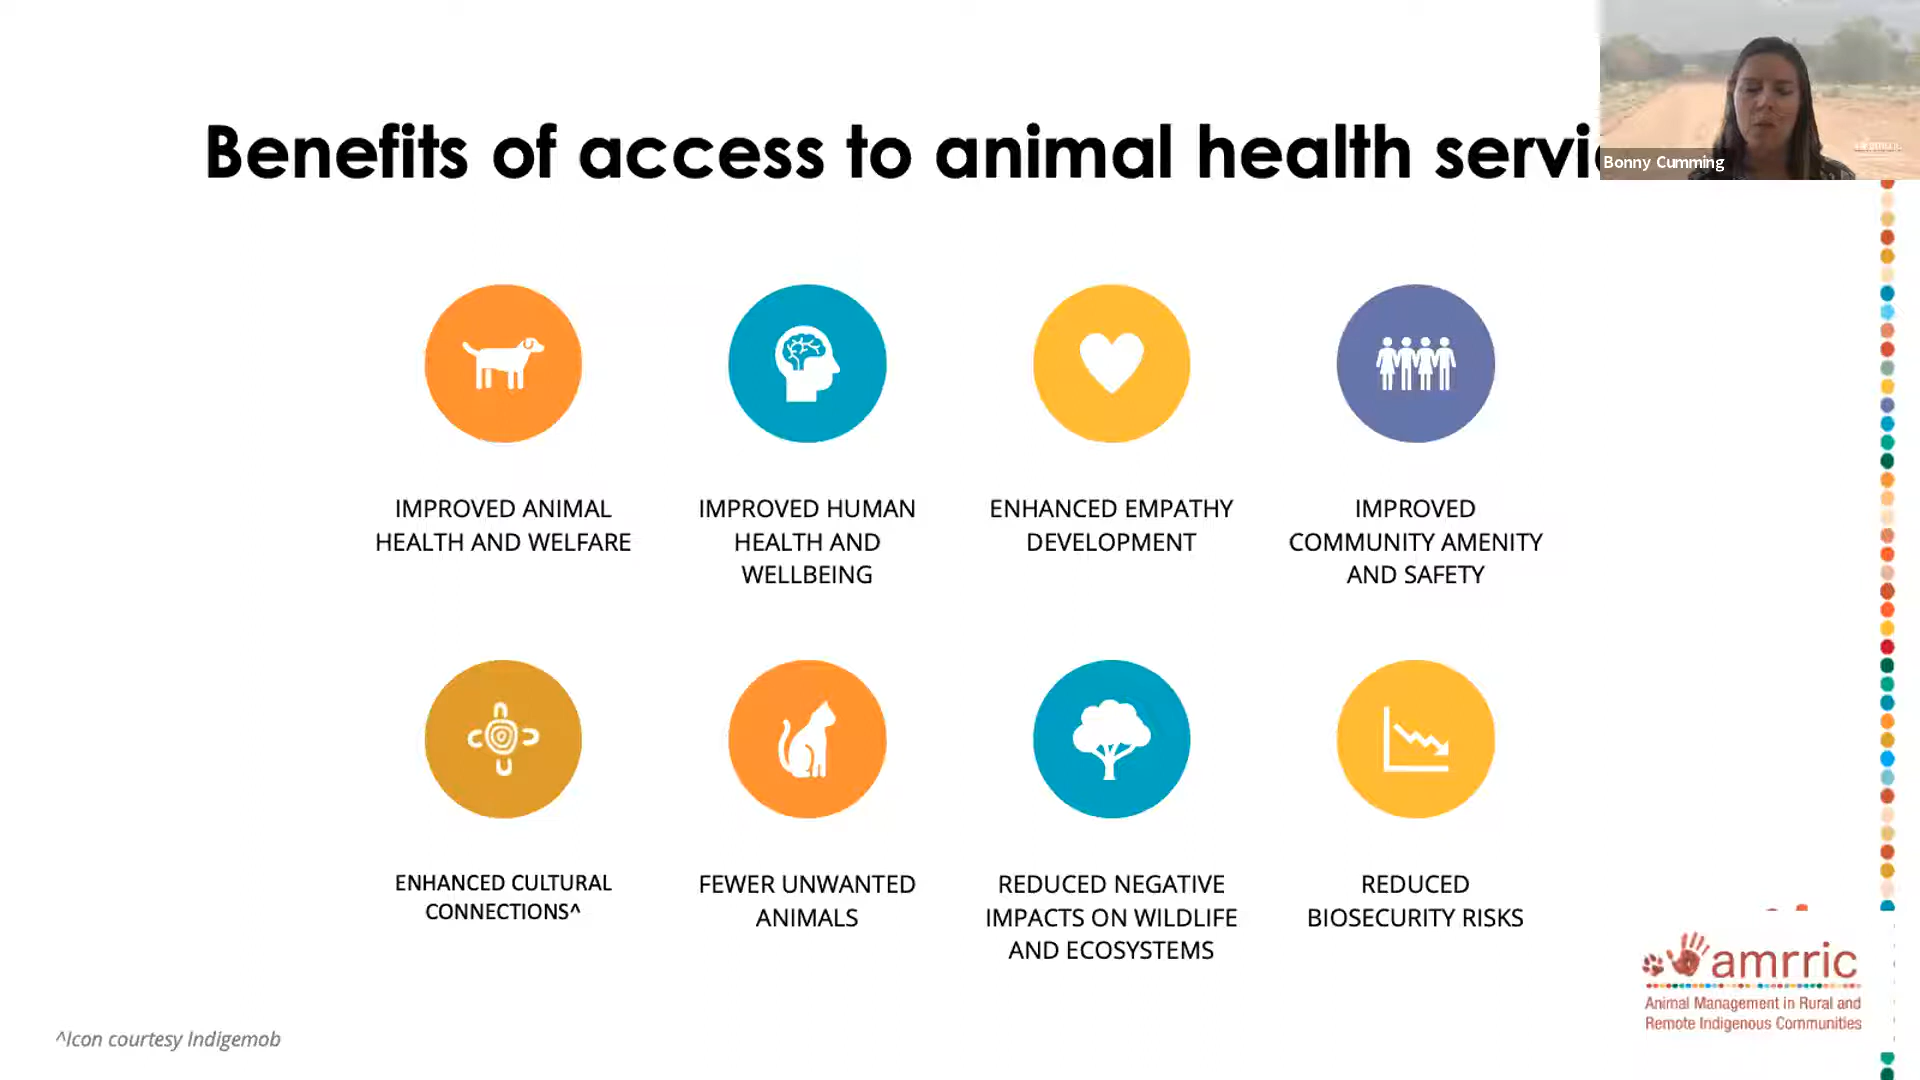 Benefits of access to animal health servi
Bonny Cumming
IMPROVED ANIMAL
HEALTH AND WELFARE
IMPROVED HUMAN
HEALTH AND
WELLBEING
ENHANCED EMPATHY
DEVELOPMENT
IMPROVED
COMMUNITY AMENITY
AND SAFETY
ENHANCED CULTURAL
CONNECTIONS^
FEWER UNWANTED
ANIMALS
REDUCED NEGATIVE
IMPACTS ON WILDLIFE
AND ECOSYSTEMS
REDUCED
BIOSECURITY RISKS
amrric
Animal Management in Rural and
Remote Indigenous Communities
^Icon courtesy Indigemob